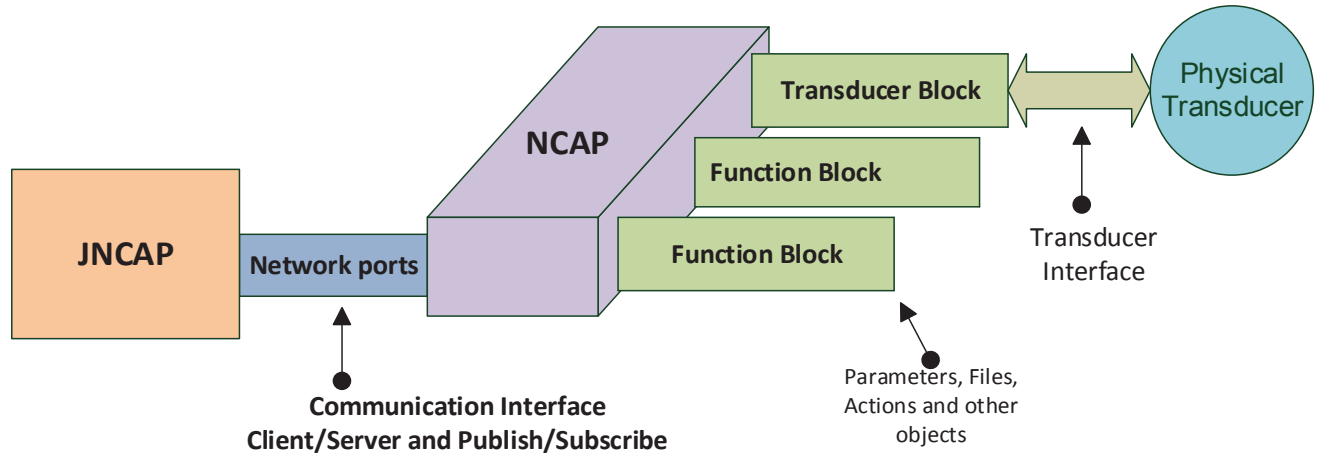 JNCAP
Network ports
NCAP
Transducer Block
Function Block
Function Block
Physical
Transducer
Transducer
Interface
Communication Interface
Client/Server and Publish/Subscribe
Parameters, Files,
Actions and other
objects